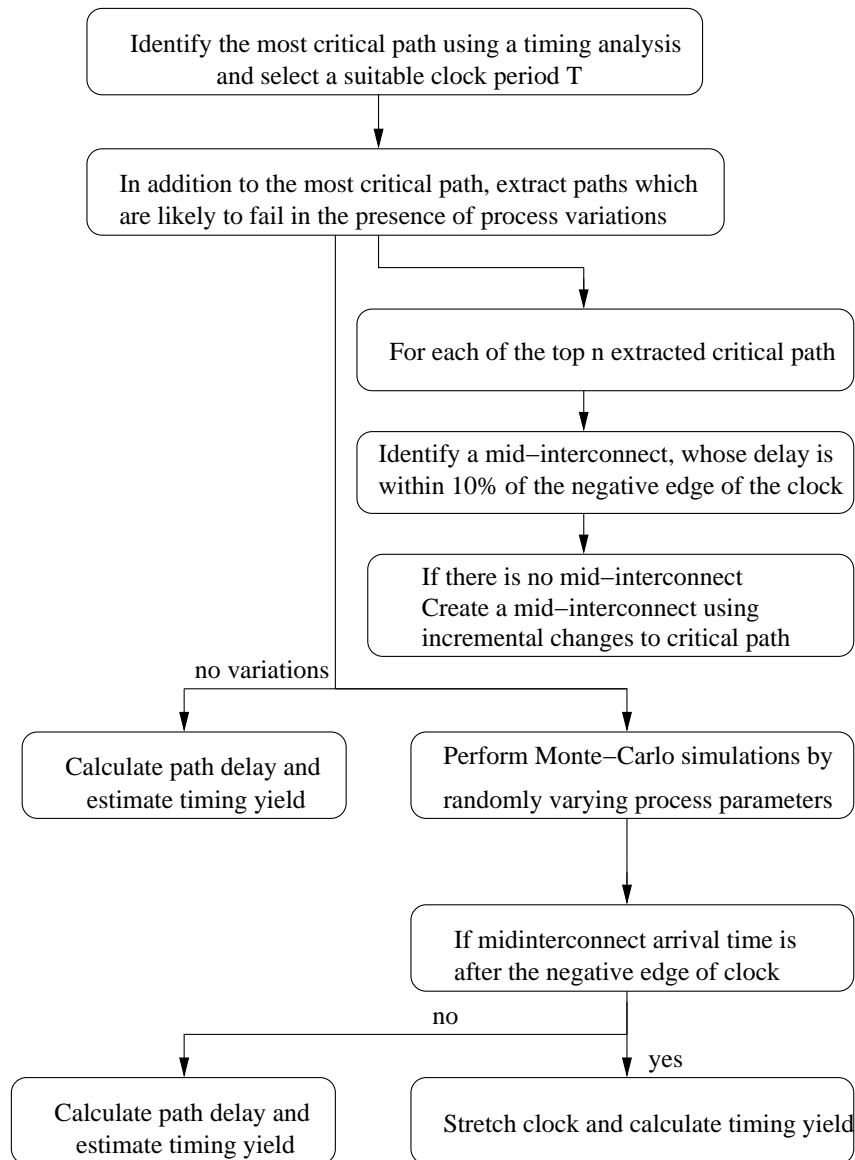 Identify the most critical path using a timing analysis
and select a suitable clock period T
In addition to the most critical path, extract paths which
are likely to fail in the presence of process variations
For each of the top n extracted critical path
Identify a mid−interconnect, whose delay is
within 10% of the negative edge of the clock
If there is no mid−interconnect
Create a mid−interconnect using
incremental changes to critical path
no variations
Calculate path delay and
estimate timing yield
Perform Monte−Carlo simulations by
randomly varying process parameters
If midinterconnect arrival time is
after the negative edge of clock
no
yes
Calculate path delay and
estimate timing yield
Stretch clock and calculate timing yield